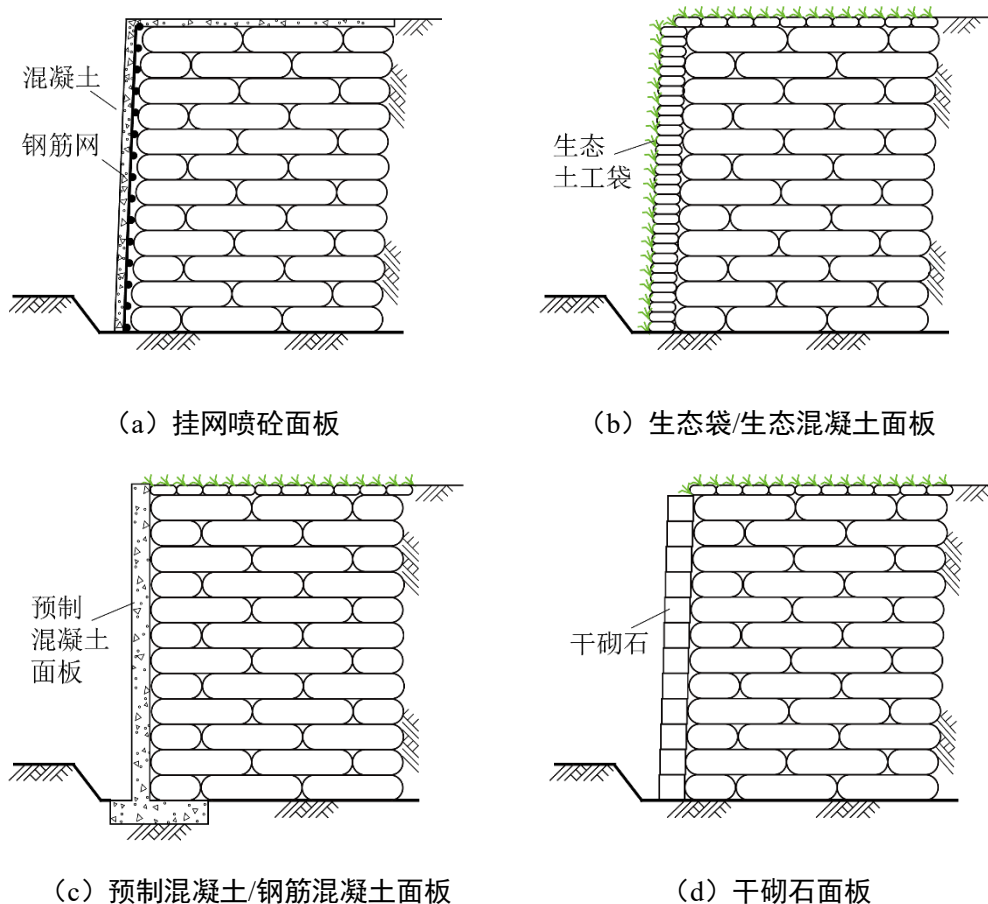 混凝土
钢筋网
生态
土工袋
（a）挂网喷砼面板
（b）生态袋/生态混凝土面板
预制
混凝土
面板
干砌石
（c）预制混凝土/钢筋混凝土面板
（d）干砌石面板